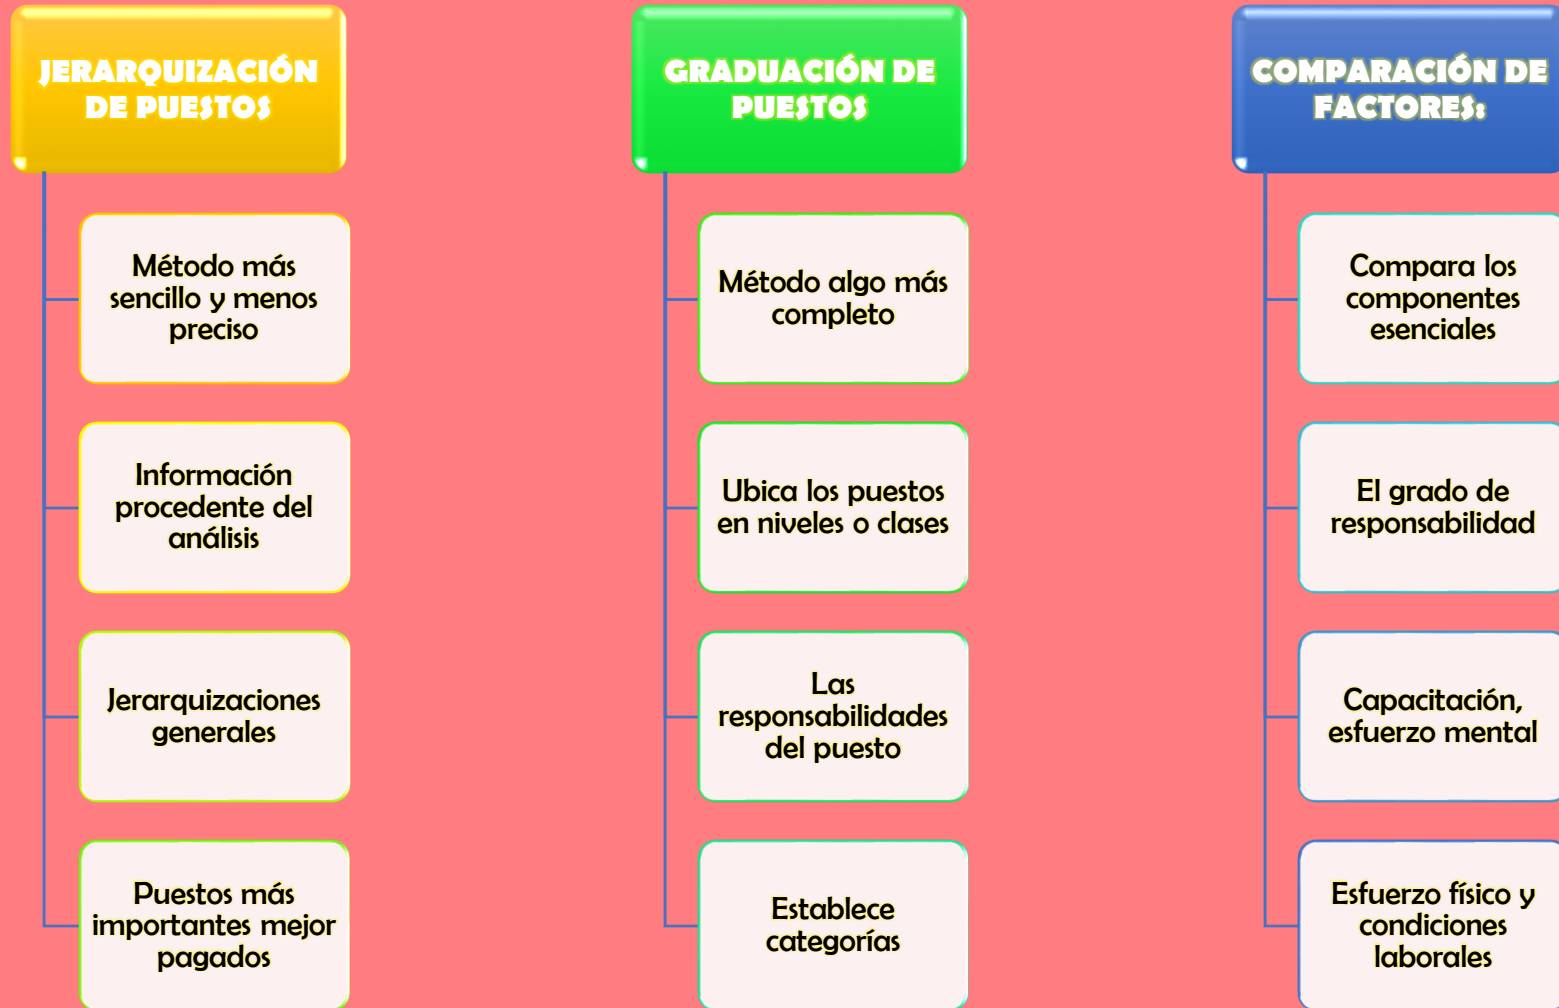 JERARQUIZACIÓN
DE PUESTOS
Método más
sencillo y menos
preciso
Información
procedente del
análisis
Jerarquizaciones
generales
Puestos más
importantes mejor
pagados
GRADUACIÓN DE
PUESTOS
Método algo más
completo
Ubica los puestos
en niveles o clases
Las
responsabilidades
del puesto
Establece
categorías
COMPARACIÓN DE
FACTORES:
Compara los
componentes
esenciales
El grado de
responsabilidad
Capacitación,
esfuerzo mental
Esfuerzo físico y
condiciones
laborales